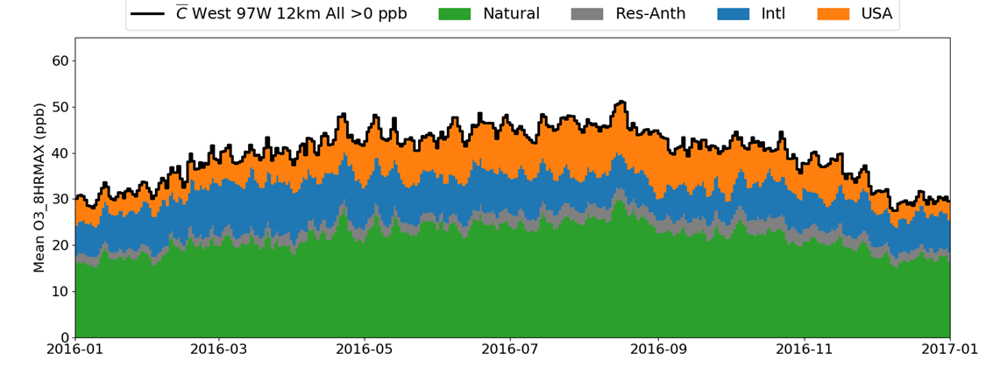 C̅ West 97W 12km All >0 ppb Natural Res-Anth Intl USA
Mean O3_8HRMAX (ppb)
60
50
40
30
20
10
0
2016-01 2016-03 2016-05 2016-07 2016-09 2016-11 2017-01